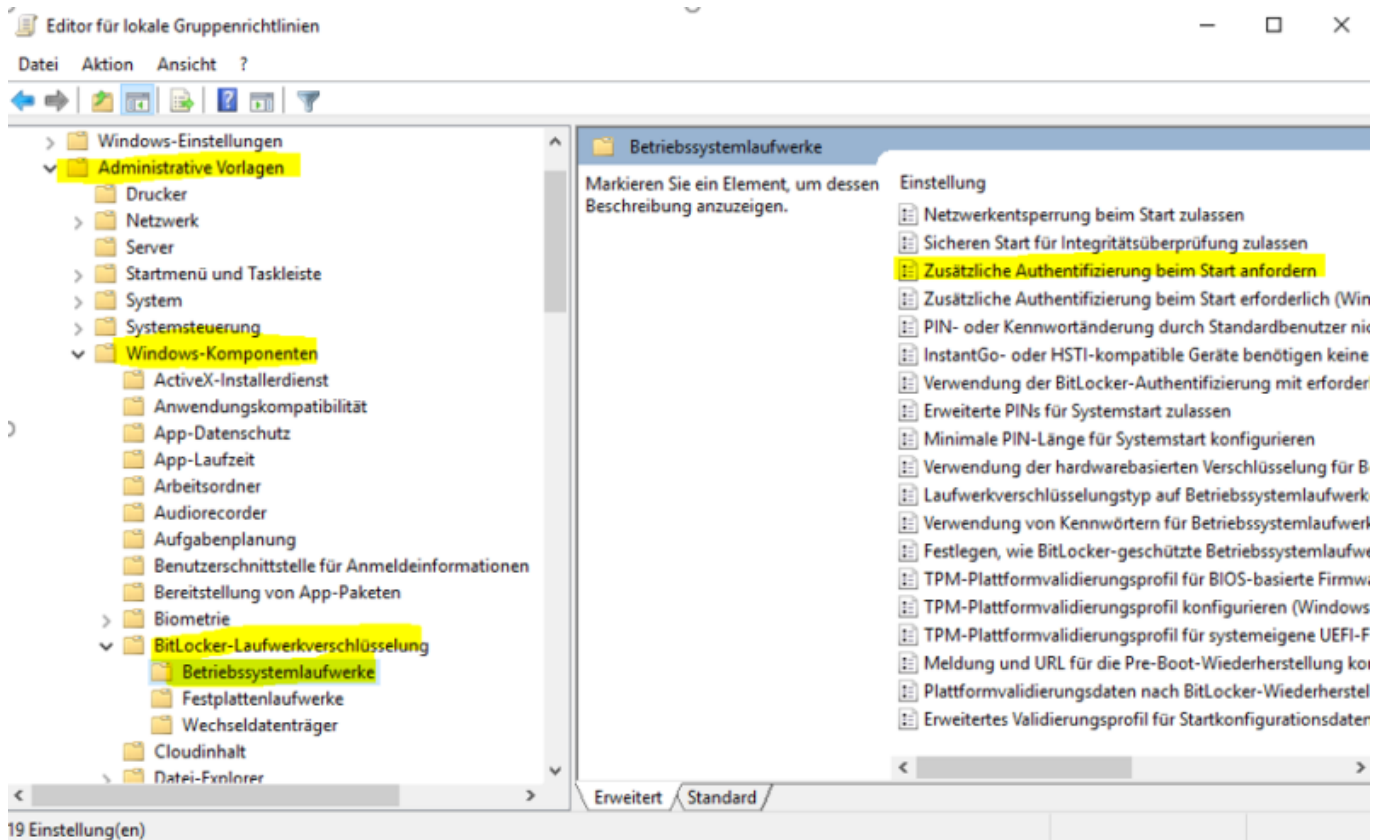 Editor für lokale Gruppenrichtlinien
Datei Aktion Ansicht ?
Windows-Einstellungen
Administrative Vorlagen
Drucker
Netzwerk
Server
Startmenü und Taskleiste
System
Systemsteuerung
Windows-Komponenten
ActiveX-Installerdienst
Anwendungskompatibilität
App-Datenschutz
App-Laufzeit
Arbeitsordner
Audiorecorder
Aufgabenplanung
Benutzerschnittstelle für Anmeldeinformationen
Bereitstellung von App-Paketen
Biometrie
BitLocker-Laufwerkverschlüsselung
Betriebssystemlaufwerke
Festplattenlaufwerke
Wechseldatenträger
Cloudinhalt
Datei-Explorer
Betriebssystemlaufwerke
Markieren Sie ein Element, um dessen
Beschreibung anzuzeigen.
Einstellung
Netzwerkentsperrung beim Start zulassen
Sicheren Start für Integritätsüberprüfung zulassen
Zusätzliche Authentifizierung beim Start anfordern
Zusätzliche Authentifizierung beim Start erforderlich (Win
PIN- oder Kennwortänderung durch Standardbenutzer nic
InstantGo- oder HSTI-kompatible Geräte benötigen keine
Verwendung der BitLocker-Authentifizierung mit erforder
Erweiterte PINs für Systemstart zulassen
Minimale PIN-Länge für Systemstart konfigurieren
Verwendung der hardwarebasierten Verschlüsselung für B
Laufwerkverschlüsselungstyp auf Betriebssystemlaufwerk
Verwendung von Kennwörtern für Betriebssystemlaufwerk
Festlegen, wie BitLocker-geschützte Betriebssystemlaufwe
TPM-Plattformvalidierungsprofil für BIOS-basierte Firmwa
TPM-Plattformvalidierungsprofil konfigurieren (Windows
TPM-Plattformvalidierungsprofil für systemeigene UEFI-F
Meldung und URL für die Pre-Boot-Wiederherstellung kon
Plattformvalidierungsdaten nach BitLocker-Wiederherstel
Erweitertes Validierungsprofil für Startkonfigurationsdaten
Erweitert Standard
19 Einstellung(en)